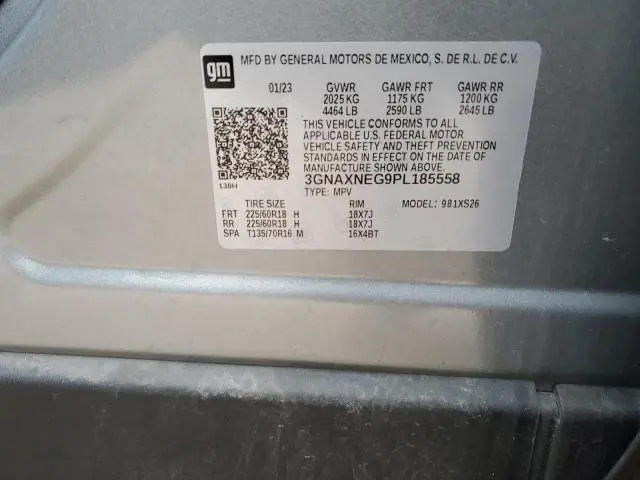 gm
MFD BY GENERAL MOTORS DE MEXICO, S. DE R.L. DE C.V.
01/23 GVWR GAWR FRT GAWR RR
2025 KG 1175 KG 1200 KG
4464 LB 2590 LB 2645 LB
THIS VEHICLE CONFORMS TO ALL
APPLICABLE U.S. FEDERAL MOTOR
VEHICLE SAFETY AND THEFT PREVENTION
STANDARDS IN EFFECT ON THE DATE OF
MANUFACTURE SHOWN ABOVE.
130H 3GNAXNEG9PL185558
TYPE: MPV MODEL: 981XS26
TIRE SIZE RIM
FRT 225/60R18 H 18X7J
RR 225/60R18 H 18X7J
SPA T135/70R16 M 16X4BT